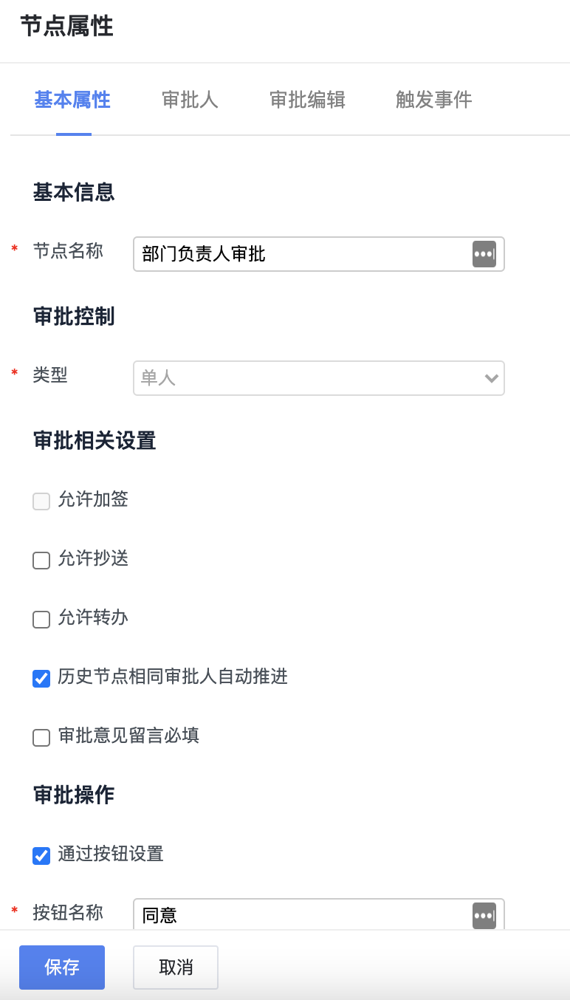 节点属性
基本属性 审批人 审批编辑 触发事件
基本信息
* 节点名称 部门负责人审批
审批控制
* 类型 单人
审批相关设置
允许加签
允许抄送
允许转办
历史节点相同审批人自动推进
审批意见留言必填
审批操作
通过按钮设置
* 按钮名称 同意
保存 取消